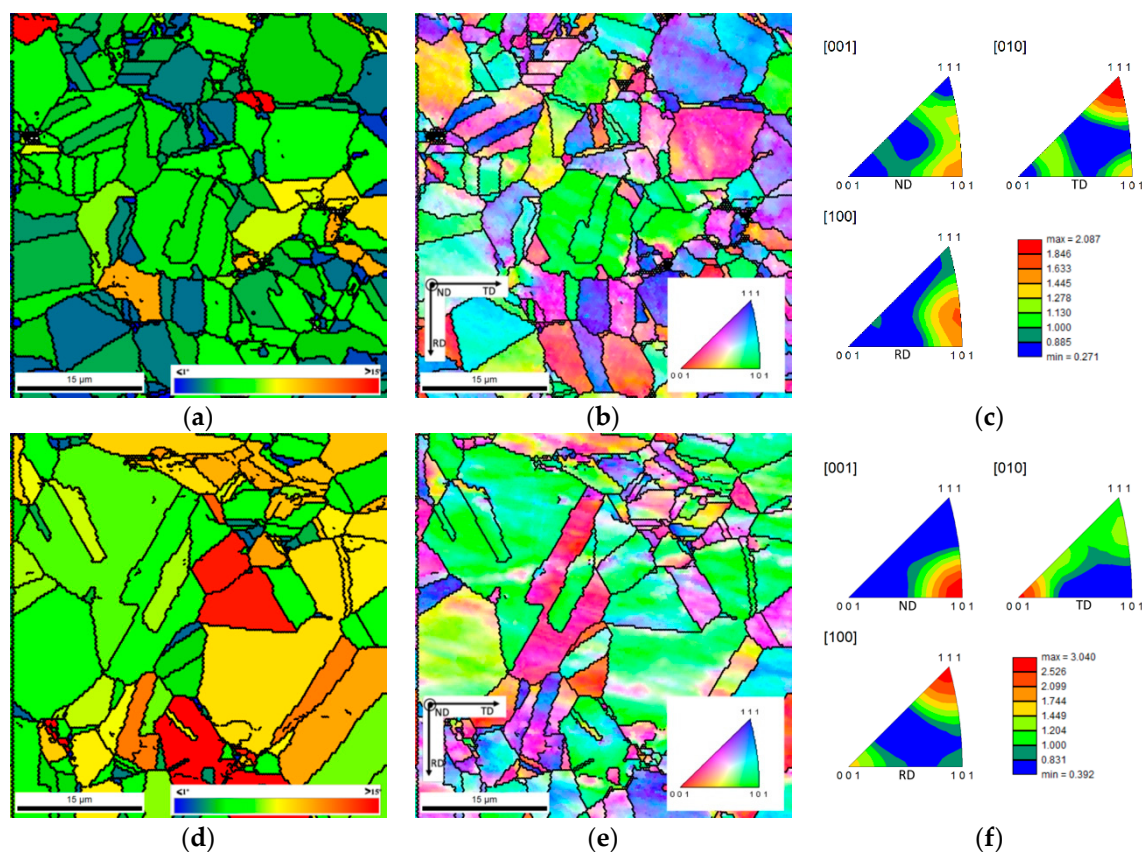 [001]
[010]
1 1 1
1 1 1
0 0 1
ND
1 0 1
0 0 1
TD
1 0 1
[100]
1 1 1
max = 2.087
1.846
1.633
1.445
1.278
1.130
1.000
0.885
min = 0.271
0 0 1
RD
1 0 1
ND
TD
RD
1 1 1
0 0 1
1 0 1
15 µm
<1°
>15°
15 µm
(a)
(b)
(c)
[001]
[010]
1 1 1
1 1 1
0 0 1
ND
1 0 1
0 0 1
TD
1 0 1
[100]
1 1 1
max = 3.040
2.526
2.099
1.744
1.449
1.204
1.000
0.831
min = 0.392
0 0 1
RD
1 0 1
ND
TD
RD
1 1 1
0 0 1
1 0 1
15 µm
<1°
>15°
15 µm
(d)
(e)
(f)